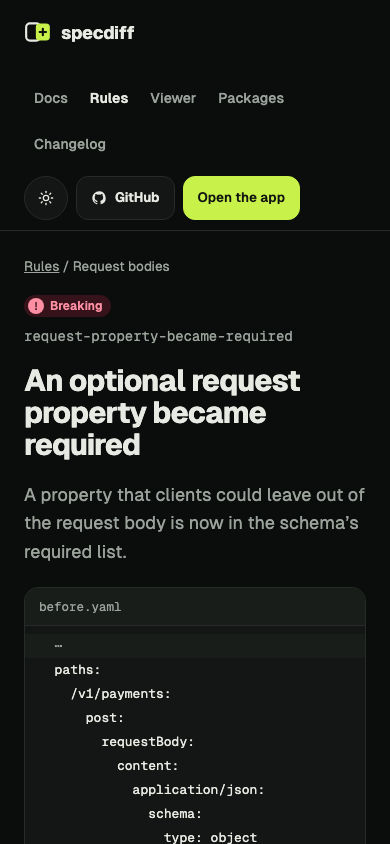 specdiff
Docs Rules Viewer Packages
Changelog
GitHub Open the app
Rules / Request bodies
! Breaking
request-property-became-required
An optional request
property became
required
A property that clients could leave out of
the request body is now in the schema’s
required list.
before.yaml
…
paths:
/v1/payments:
post:
requestBody:
content:
application/json:
schema:
type: object